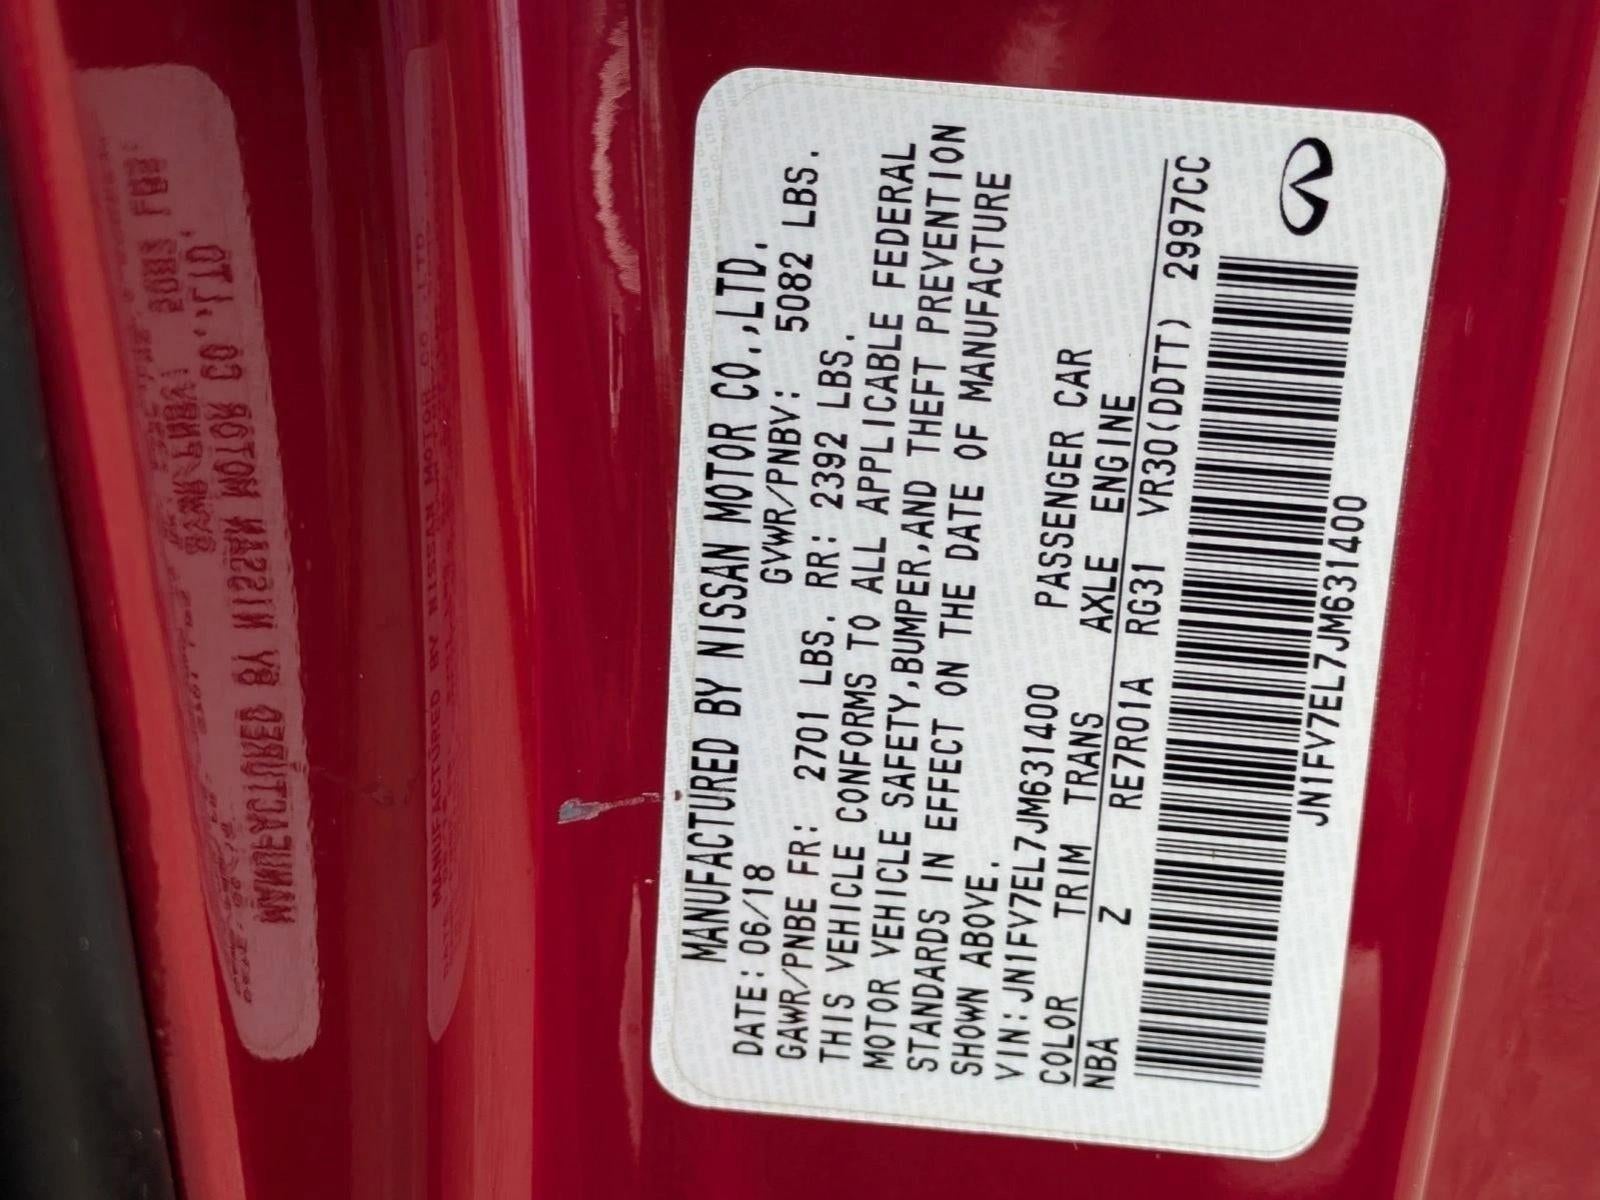 MANUFACTURED BY NISSAN MOTOR CO.,LTD.
DATE: 06/18 GVWR/PNBV: 5082 LBS.
GAWR/PNBE FR: 2701 LBS. RR: 2392 LBS.
THIS VEHICLE CONFORMS TO ALL APPLICABLE FEDERAL
MOTOR VEHICLE SAFETY,BUMPER,AND THEFT PREVENTION
STANDARDS IN EFFECT ON THE DATE OF MANUFACTURE
SHOWN ABOVE.
VIN:JN1FV7EL7JM631400 PASSENGER CAR
COLOR TRIM TRANS AXLE ENGINE
NBA Z RE7R01A RG31 VR30(DDTT) 2997CC
JN1FV7EL7JM631400